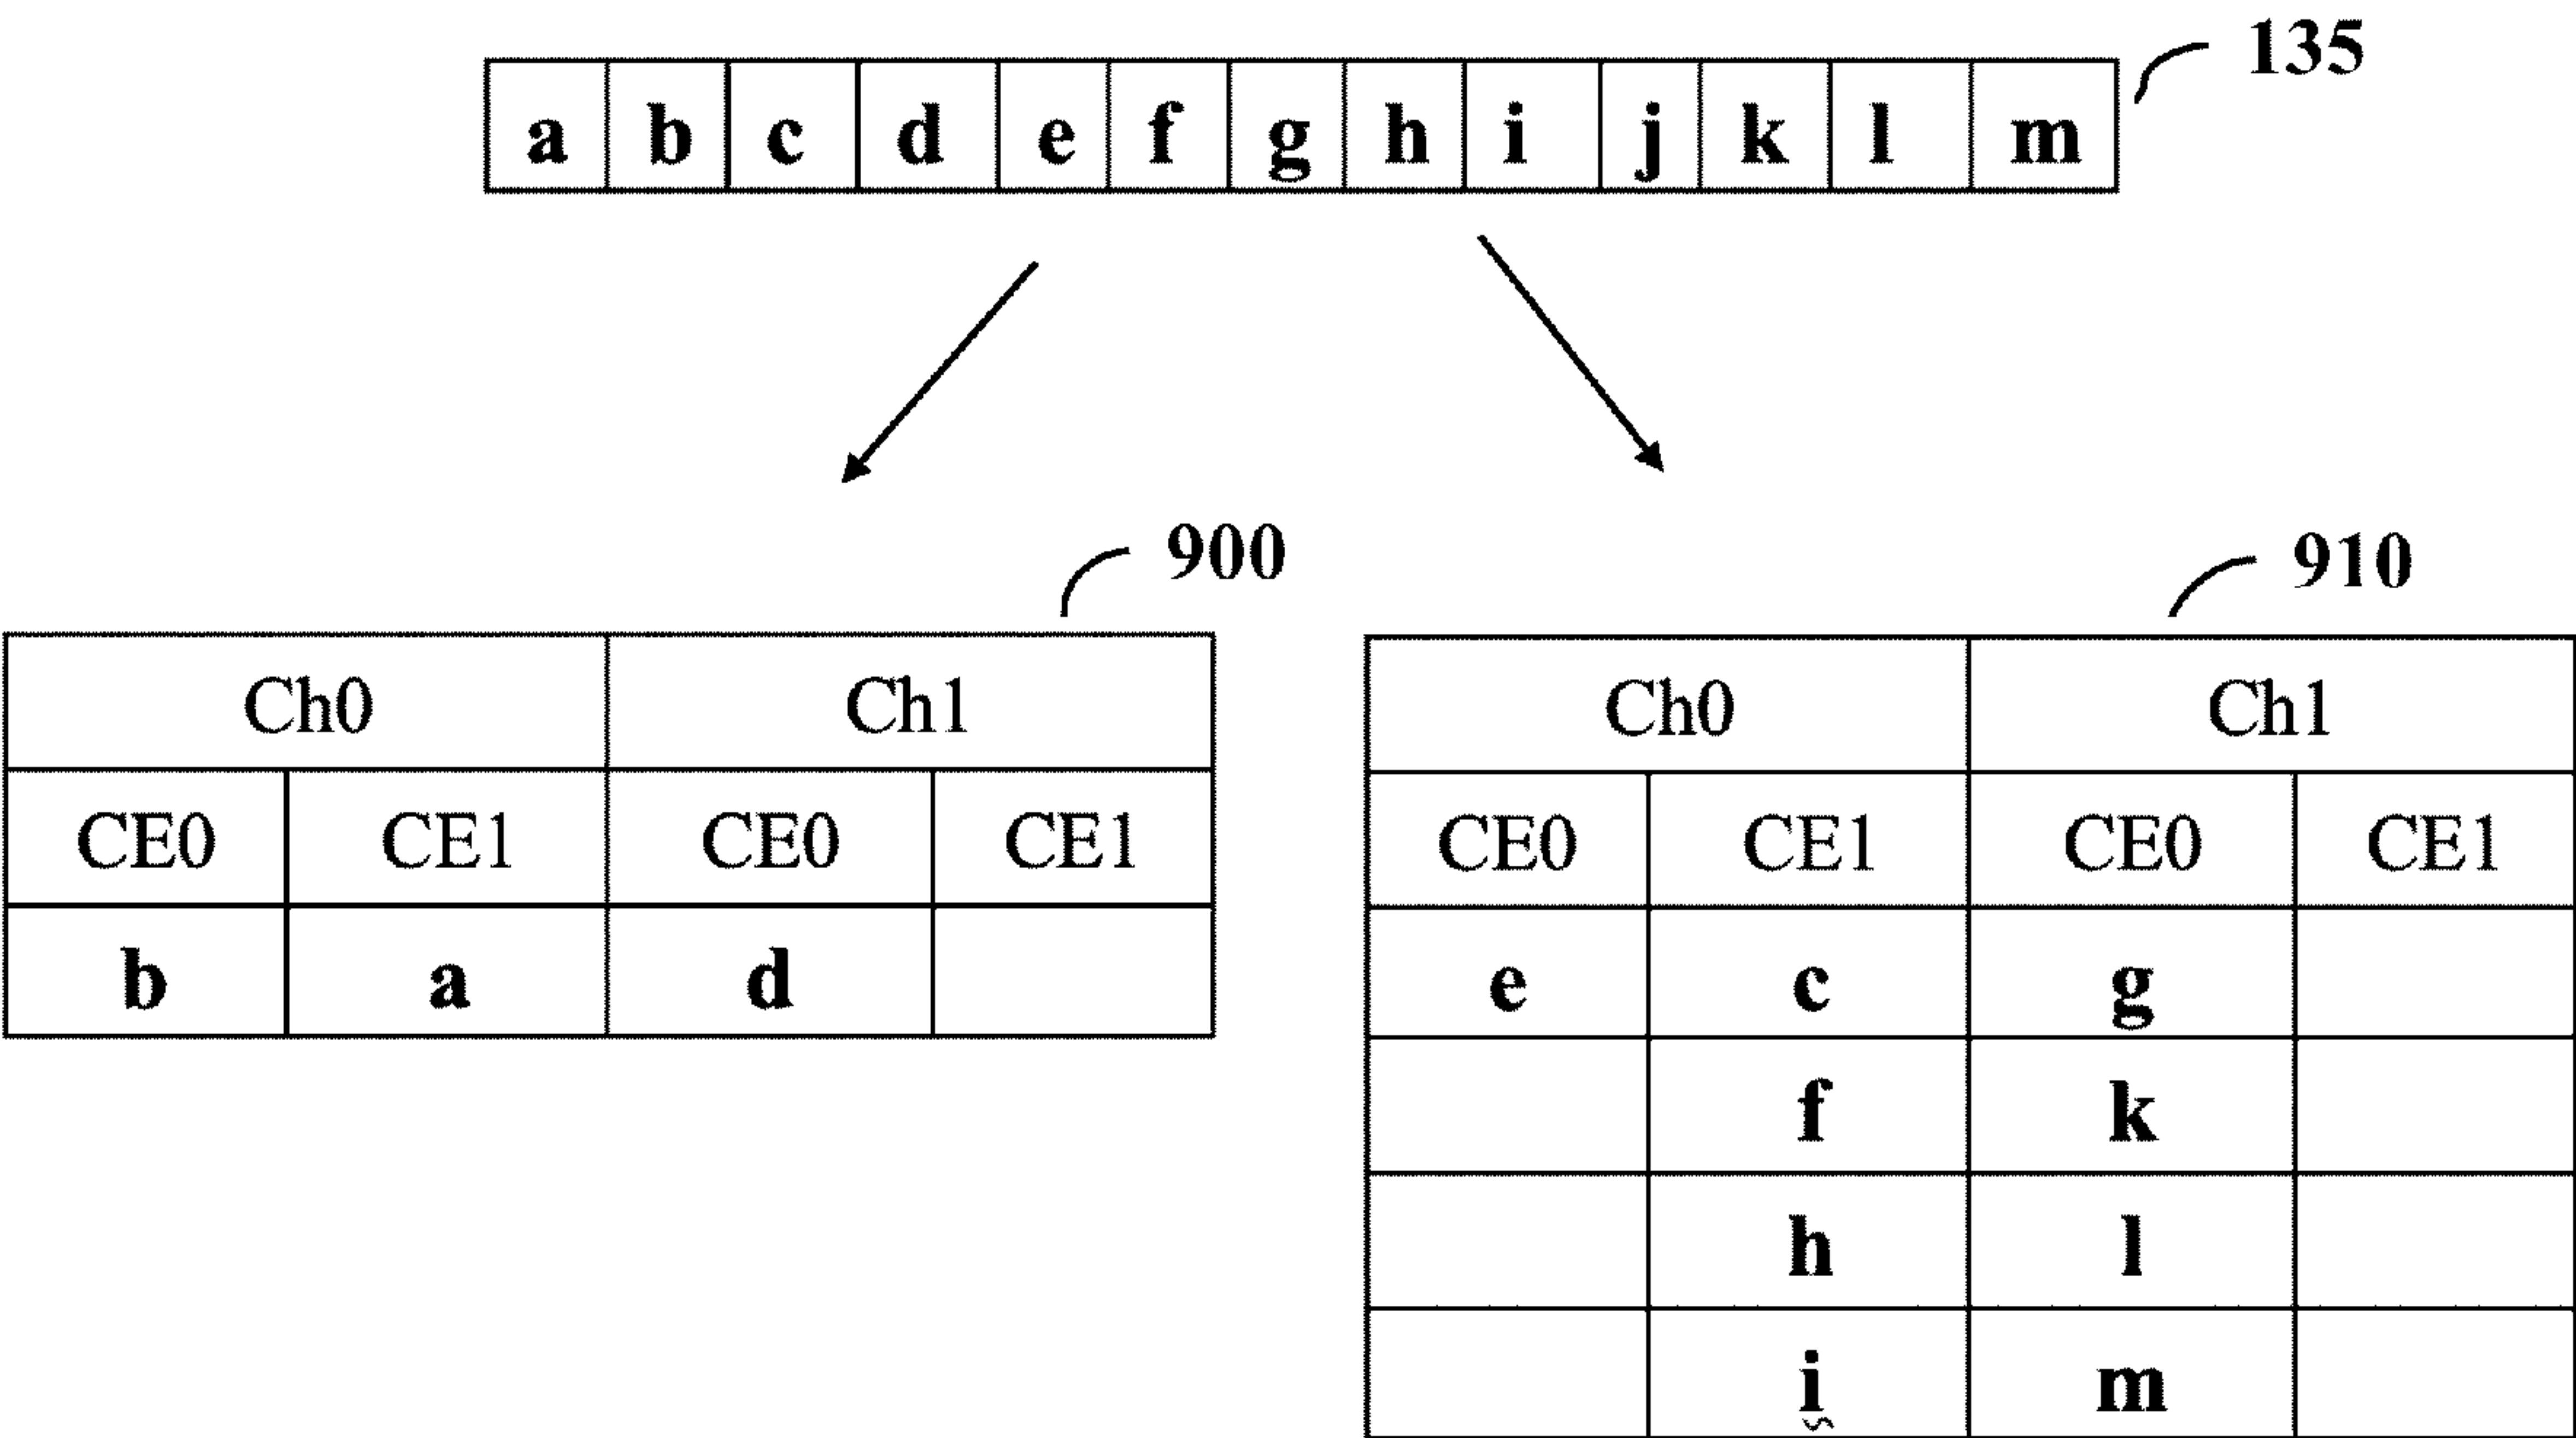 135
a b c d e f g h i j k l m
900
910
Ch0 Ch1
CE0 CE1 CE0 CE1
b a d
Ch0 Ch1
CE0 CE1 CE0 CE1
e c g
f k
h l
i m